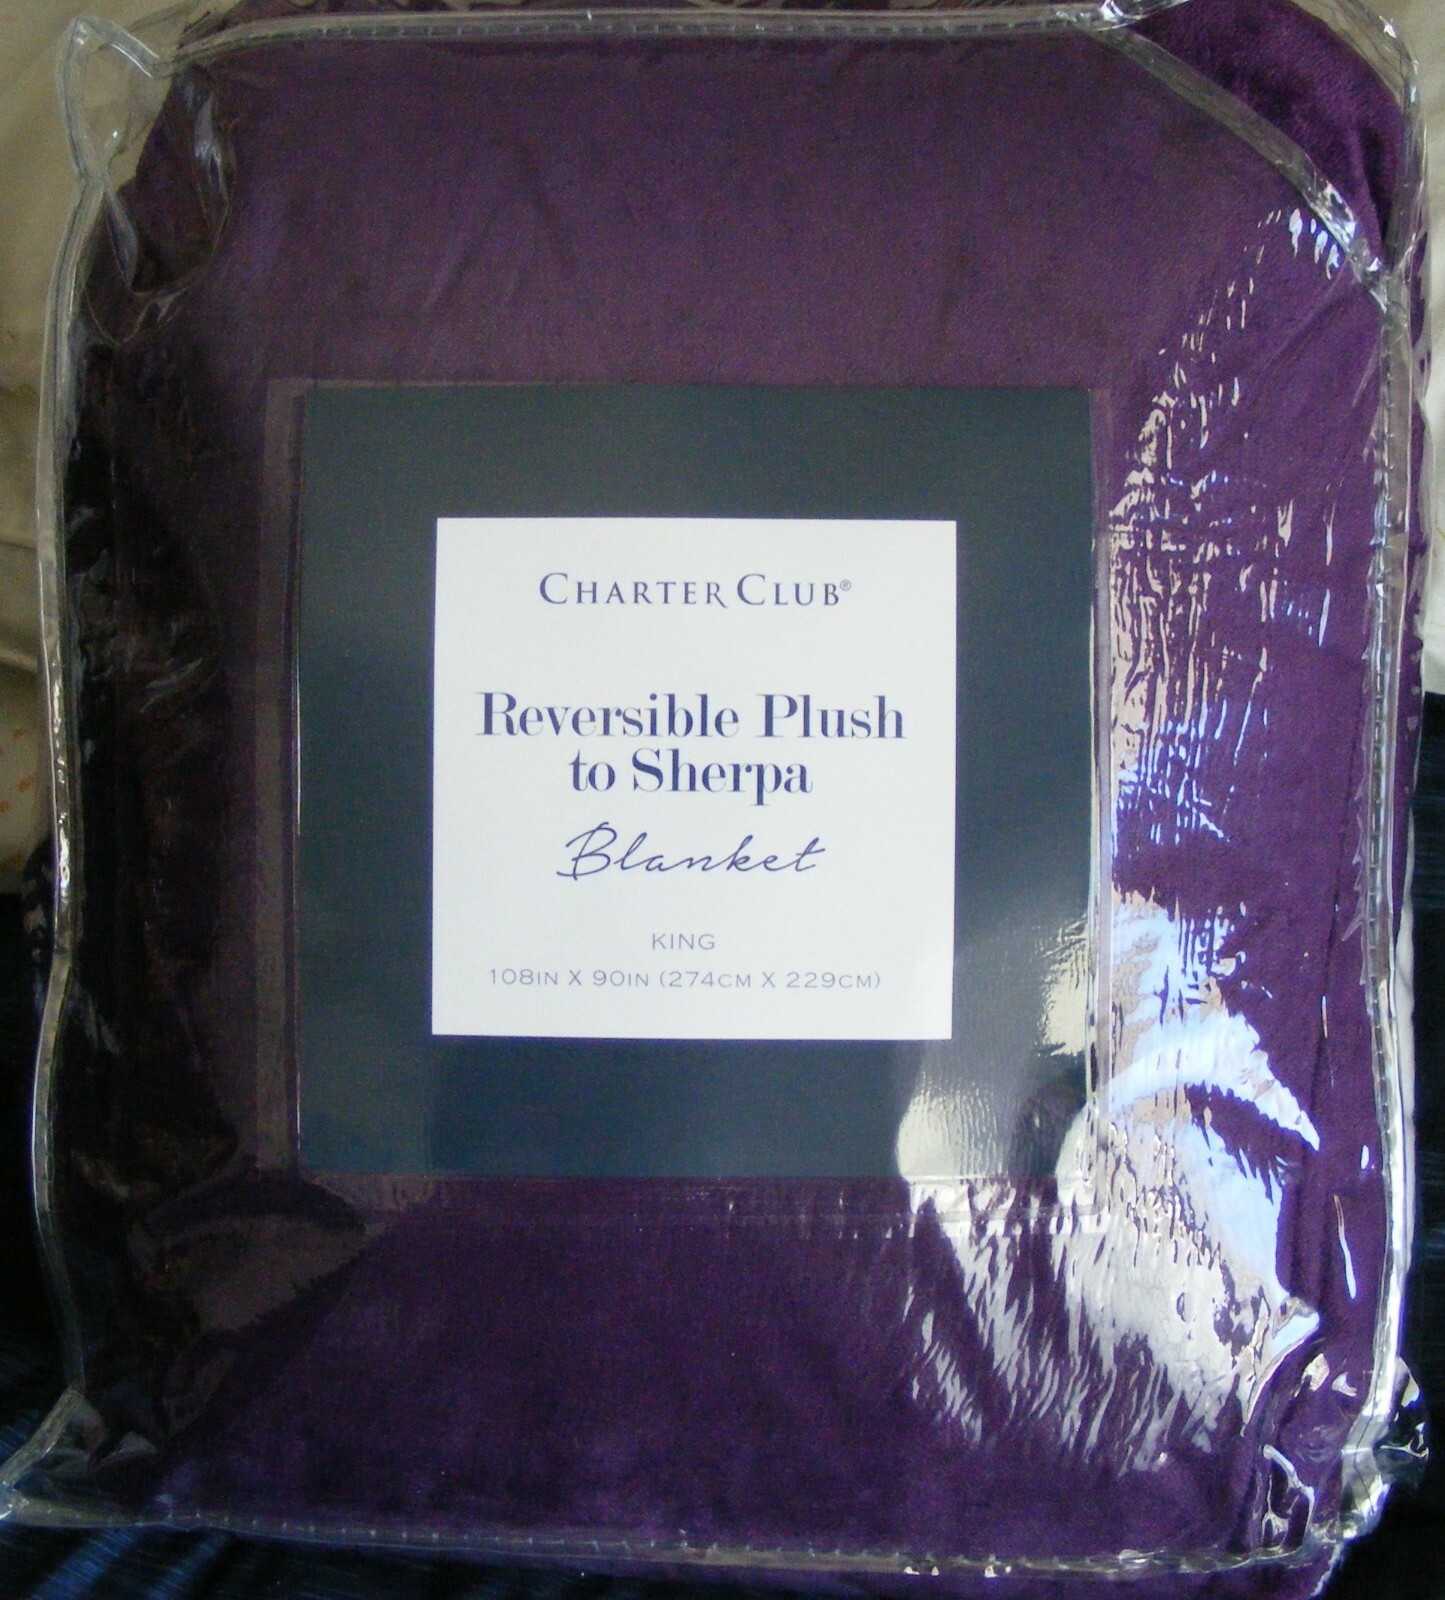 CHARTER CLUB®
Reversible Plush
to Sherpa
Blanket
KING
108IN X 90IN (274CM X 229CM)